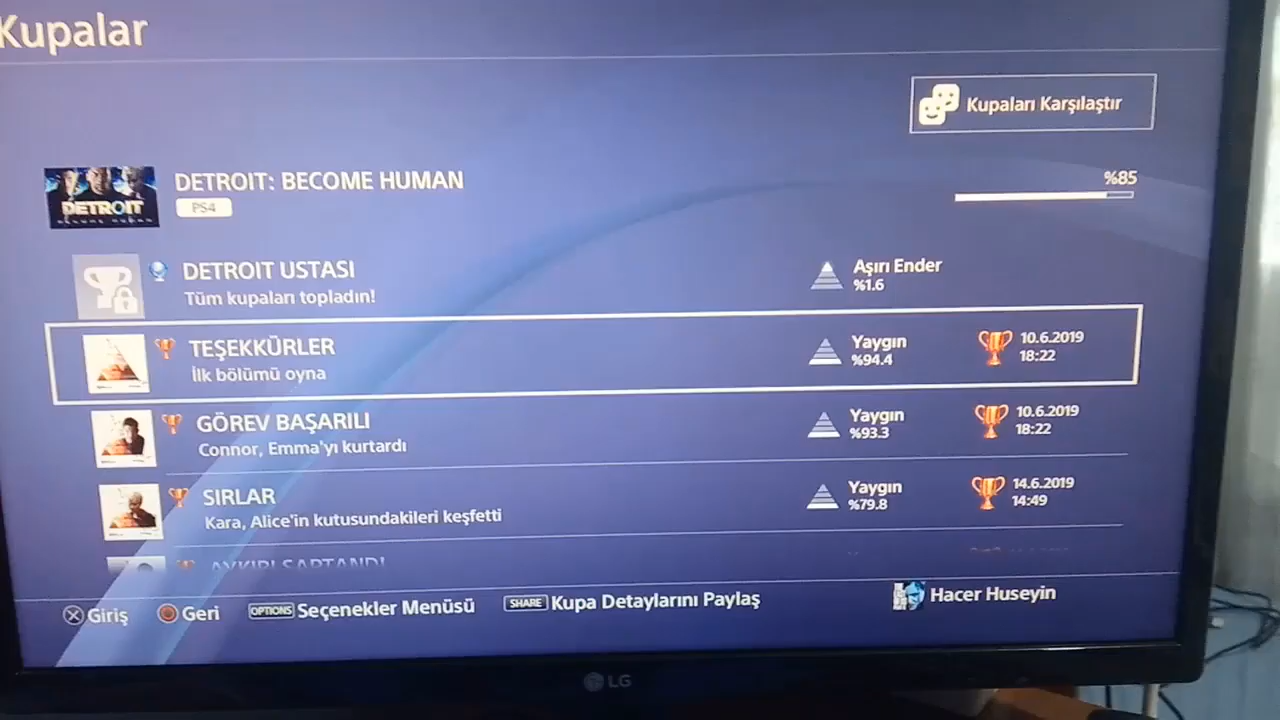 Kupalar
Kupaları Karşılaştır
DETROIT
DETROIT: BECOME HUMAN
PS4
%85
DETROIT USTASI
Tüm kupaları topladın!
Aşırı Ender
%1.6
TEŞEKKÜRLER
İlk bölümü oyna
Yaygın
%94.4
10.6.2019
18:22
GÖREV BAŞARILI
Connor, Emma'yı kurtardı
Yaygın
%93.3
10.6.2019
18:22
SIRLAR
Kara, Alice'in kutusundakileri keşfetti
Yaygın
%79.8
14.6.2019
14:49
AYKIRI SAPTANDI
Giriş
Geri
OPTIONS Seçenekler Menüsü
SHARE Kupa Detaylarını Paylaş
Hacer Huseyin
LG